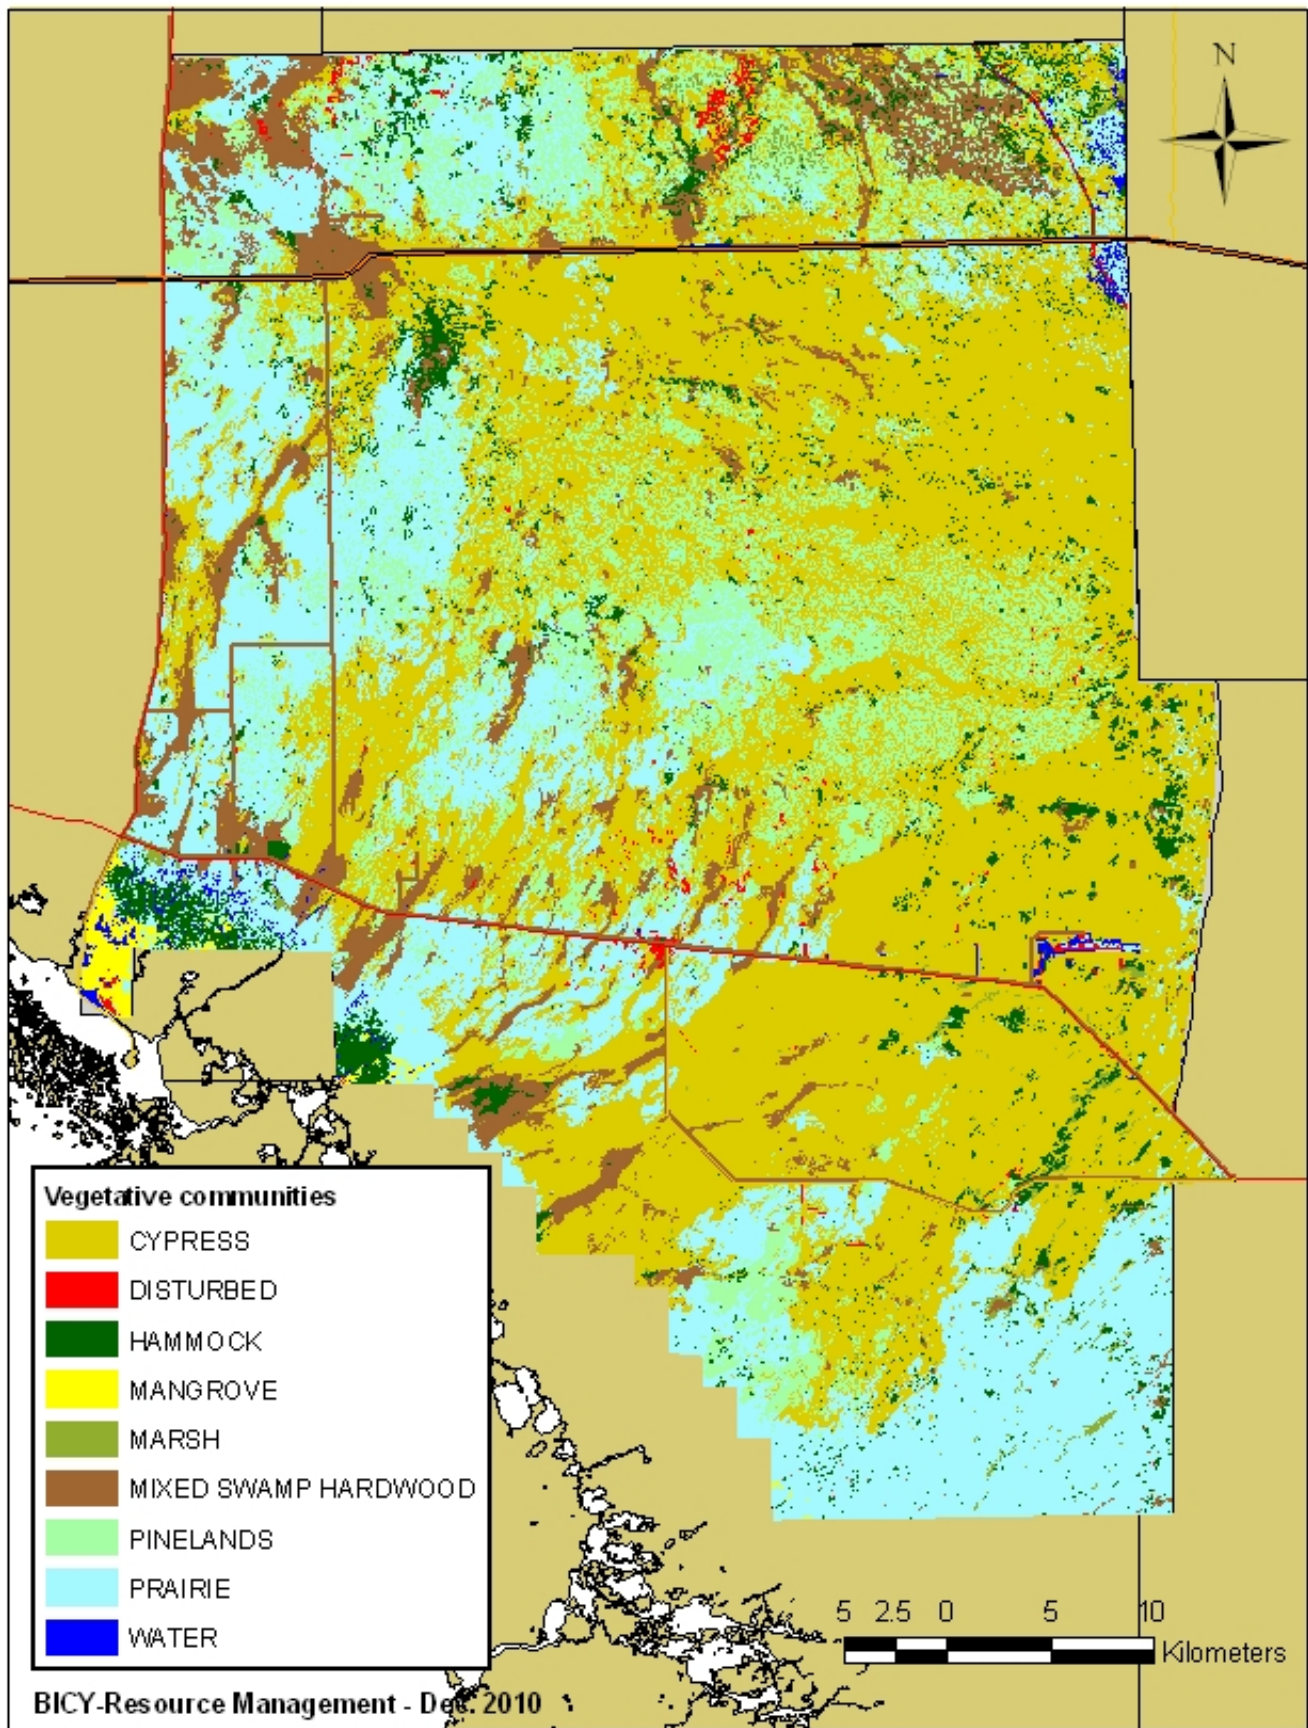 N
Vegetative communities
CYPRESS
DISTURBED
HAMMOCK
MANGROVE
MARSH
MIXED SWAMP HARDWOOD
PINELANDS
PRAIRIE
WATER
5 2.5 0 5 10
Kilometers
BICY-Resource Management - Dec. 2010